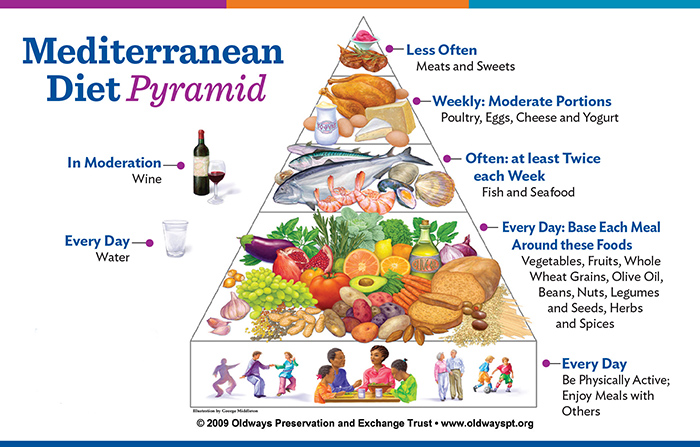 Mediterranean
Diet Pyramid
Less Often
Meats and Sweets
Weekly: Moderate Portions
Poultry, Eggs, Cheese and Yogurt
In Moderation
Wine
Often: at least Twice
each Week
Fish and Seafood
Every Day
Water
Every Day: Base Each Meal
Around these Foods
Vegetables, Fruits, Whole
Wheat Grains, Olive Oil,
Beans, Nuts, Legumes
and Seeds, Herbs
and Spices
Every Day
Be Physically Active;
Enjoy Meals with
Others
Illustration by George Middleton
© 2009 Oldways Preservation and Exchange Trust • www.oldwayspt.org